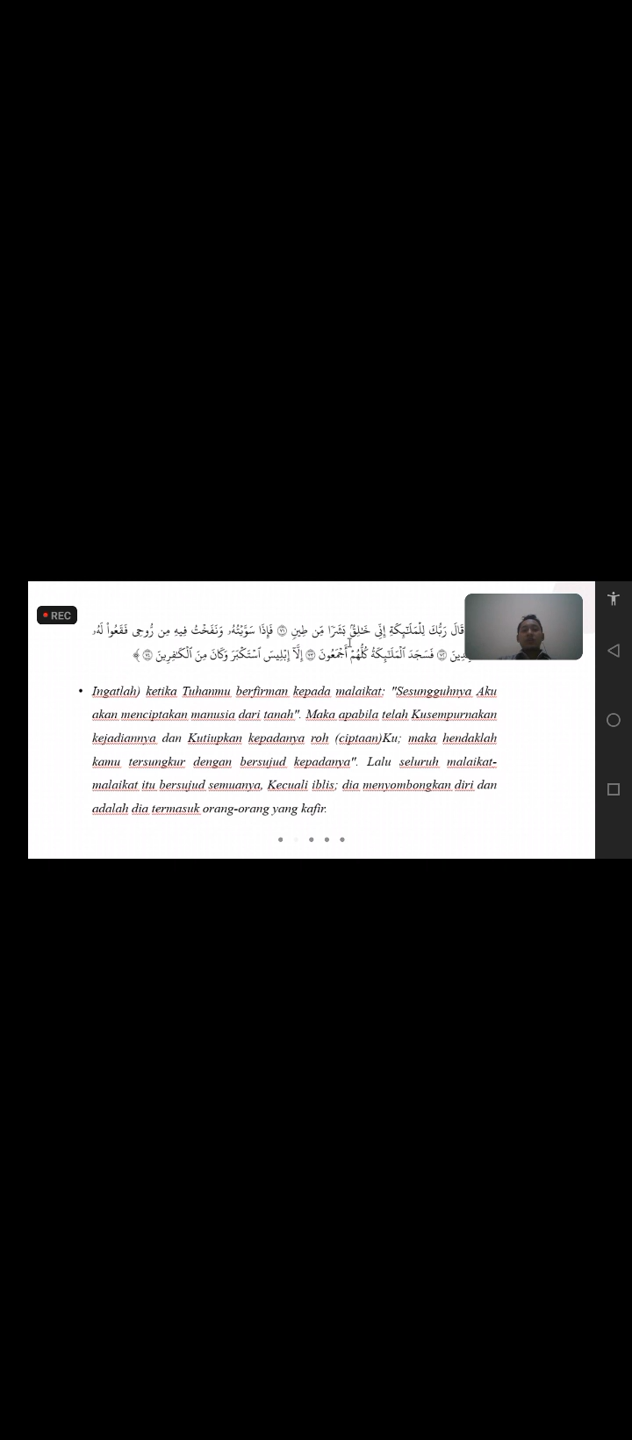 REC
قَالَ رَبُّكَ لِلْمَلَٰٓئِكَةِ إِنِّى خَٰلِقٌۢ بَشَرًا مِّن طِينٍ ۝ فَإِذَا سَوَّيْتُهُۥ وَنَفَخْتُ فِيهِ مِن رُّوحِى فَقَعُوا۟ لَهُۥ
فَسَجَدَ ٱلْمَلَٰٓئِكَةُ كُلُّهُمْ أَجْمَعُونَ ۝ إِلَّآ إِبْلِيسَ ٱسْتَكْبَرَ وَكَانَ مِنَ ٱلْكَٰفِرِينَ ۝ ﴾
• Ingatlah) ketika Tuhanmu berfirman kepada malaikat: "Sesungguhnya Aku
akan menciptakan manusia dari tanah". Maka apabila telah Kusempurnakan
kejadiannya dan Kutiupkan kepadanya roh (ciptaan)Ku; maka hendaklah
kamu tersungkur dengan bersujud kepadanya". Lalu seluruh malaikat-
malaikat itu bersujud semuanya, Kecuali iblis; dia menyombongkan diri dan
adalah dia termasuk orang-orang yang kafir.